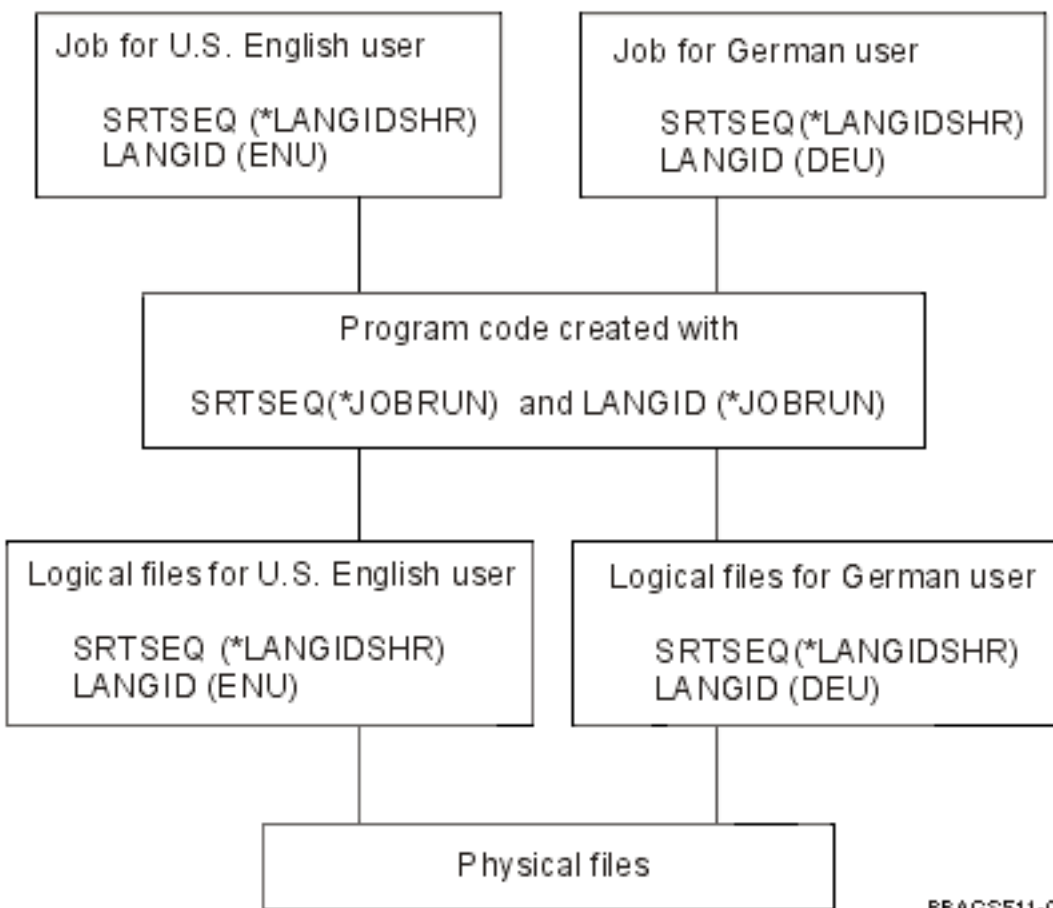 Job for U.S. English user
SRTSEQ (*LANGIDSHR)
LANGID (ENU)
Job for German user
SRTSEQ(*LANGIDSHR)
LANGID (DEU)
Program code created with
SRTSEQ(*JOBRUN) and LANGID (*JOBRUN)
Logical files for U.S. English user
SRTSEQ (*LANGIDSHR)
LANGID (ENU)
Logical files for German user
SRTSEQ(*LANGIDSHR)
LANGID (DEU)
Physical files